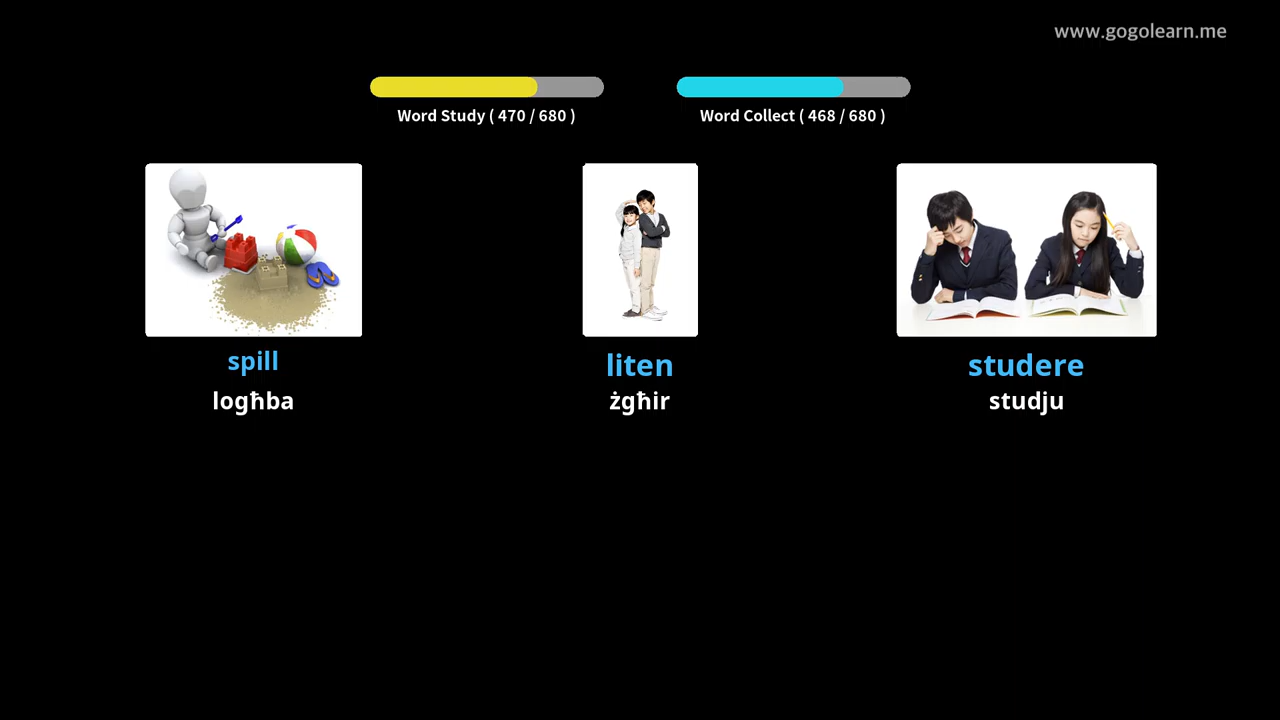 www.gogolearn.me
Word Study ( 470 / 680 )
Word Collect ( 468 / 680 )
spill
logħba
liten
żgħir
studere
studju